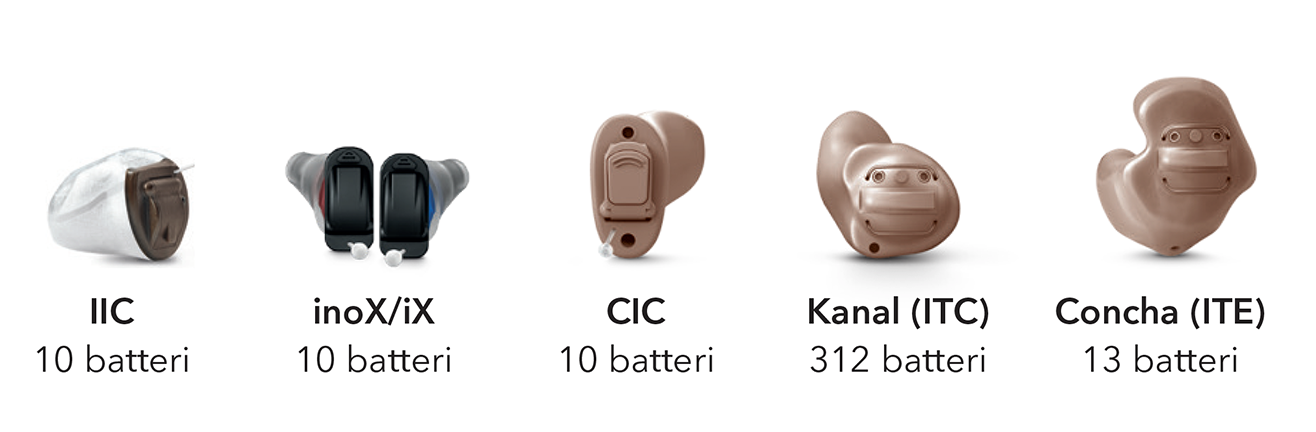 IIC
10 batteri
inoX/iX
10 batteri
CIC
10 batteri
Kanal (ITC)
312 batteri
Concha (ITE)
13 batteri